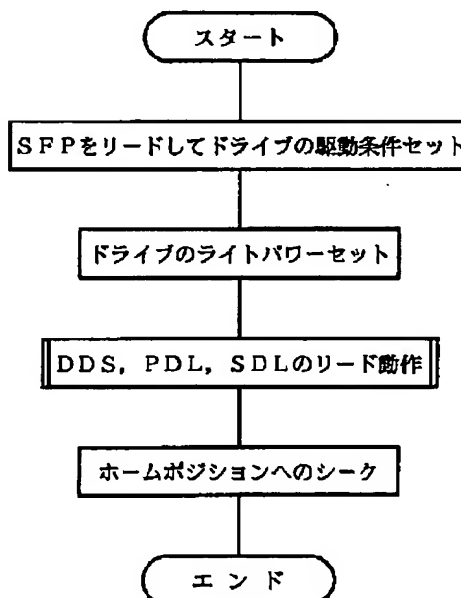 スタート
SFPをリードしてドライブの駆動条件セット
ドライブのライトパワーセット
DDS, PDL, SDLのリード動作
ホームポジションへのシーク
エンド